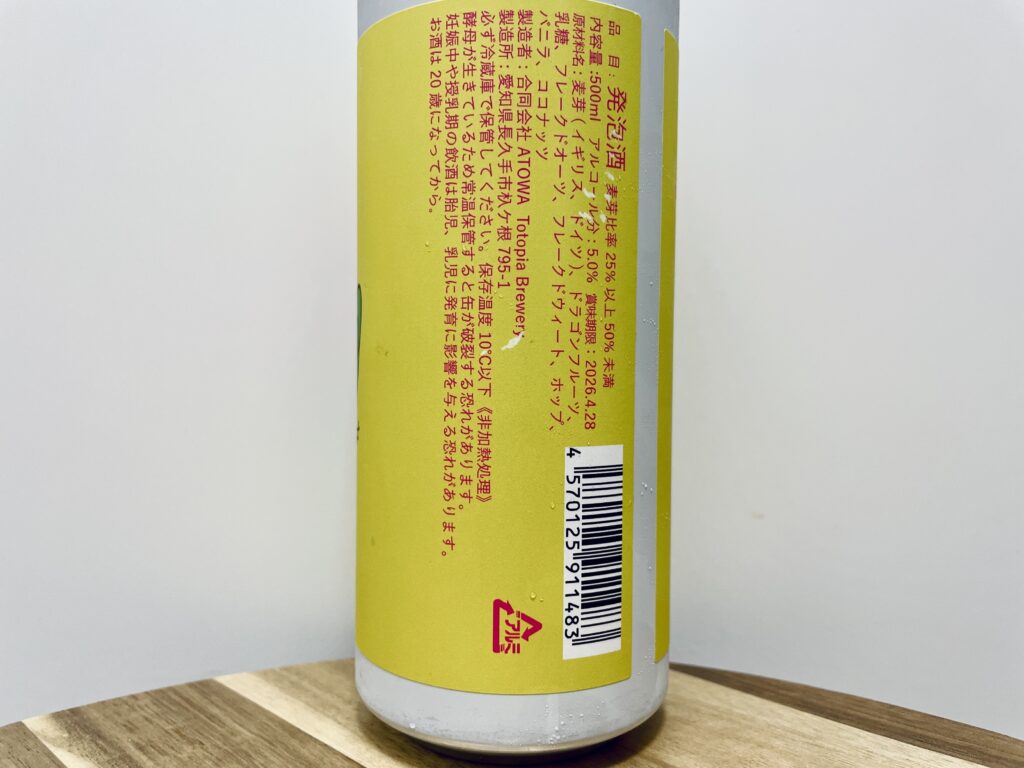 品　目：発泡酒 麦芽比率 25% 以上 50% 未満
内容量：500ml　アルコール分：5.0%　賞味期限：2026.4.28
原材料名：麦芽（イギリス、ドイツ）、ドラゴンフルーツ、
乳糖、フレークドオーツ、フレークドウィート、ホップ、
バニラ、ココナッツ
製造者：合同会社 ATOWA Totopia Brewery
製造所：愛知県長久手市杁ケ根 795-1
必ず冷蔵庫で保管してください。保存温度 10℃以下《非加熱処理》
酵母が生きているため常温保管すると缶が破裂する恐れがあります。
妊娠中や授乳期の飲酒は胎児、乳児に発育に影響を与える恐れがあります。
お酒は 20 歳になってから。
4 570125 911483
アルミ